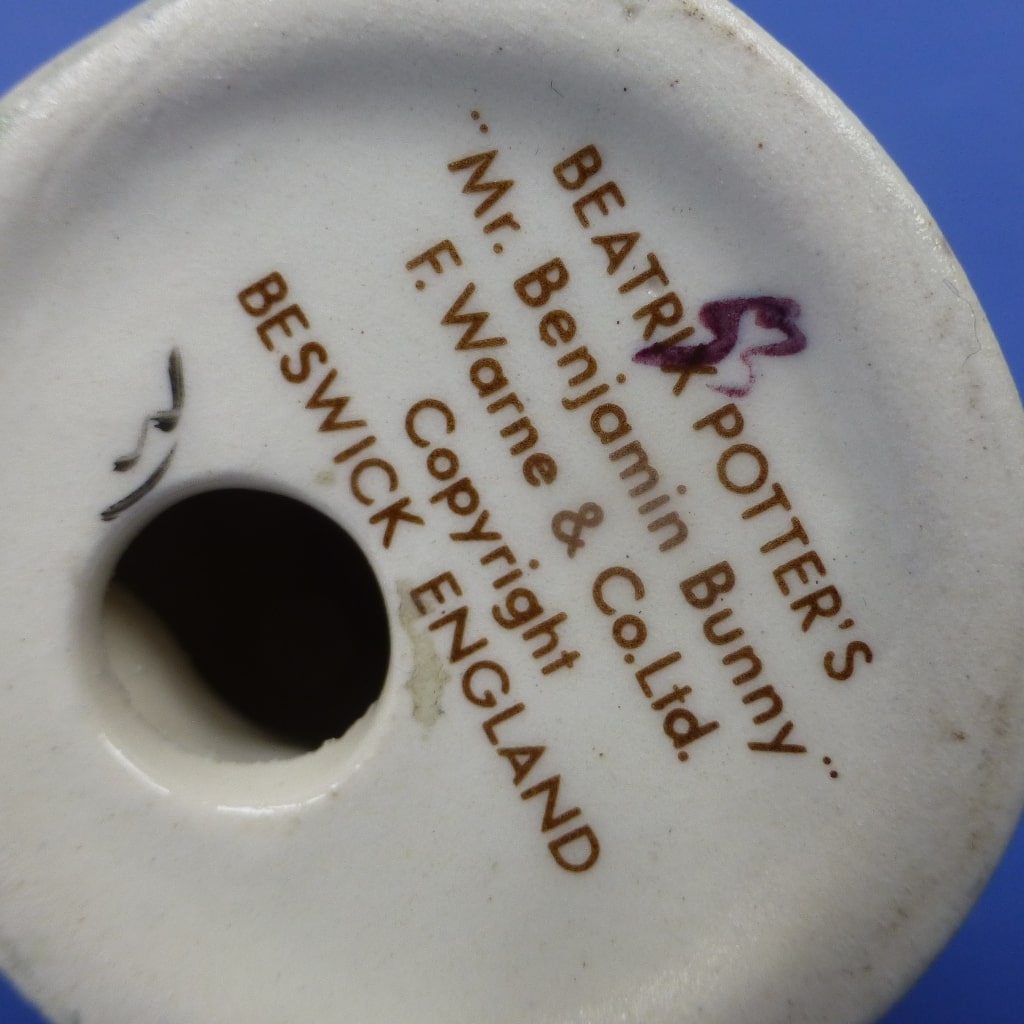 BEATRIX POTTER'S
"Mr. Benjamin Bunny"
F. Warne & Co.Ltd.
Copyright
BESWICK ENGLAND